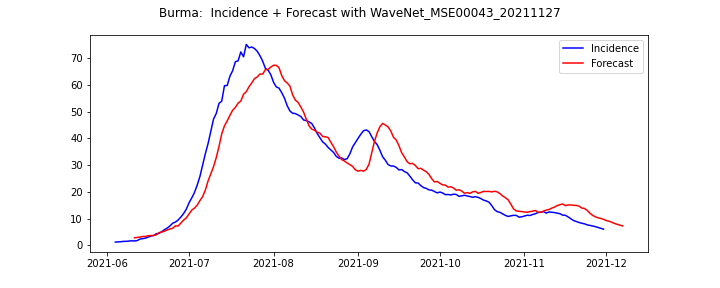 Burma:  Incidence + Forecast with WaveNet_MSE00043_20211127
Incidence
Forecast
70
60
50
40
30
20
10
0
2021-06 2021-07 2021-08 2021-09 2021-10 2021-11 2021-12